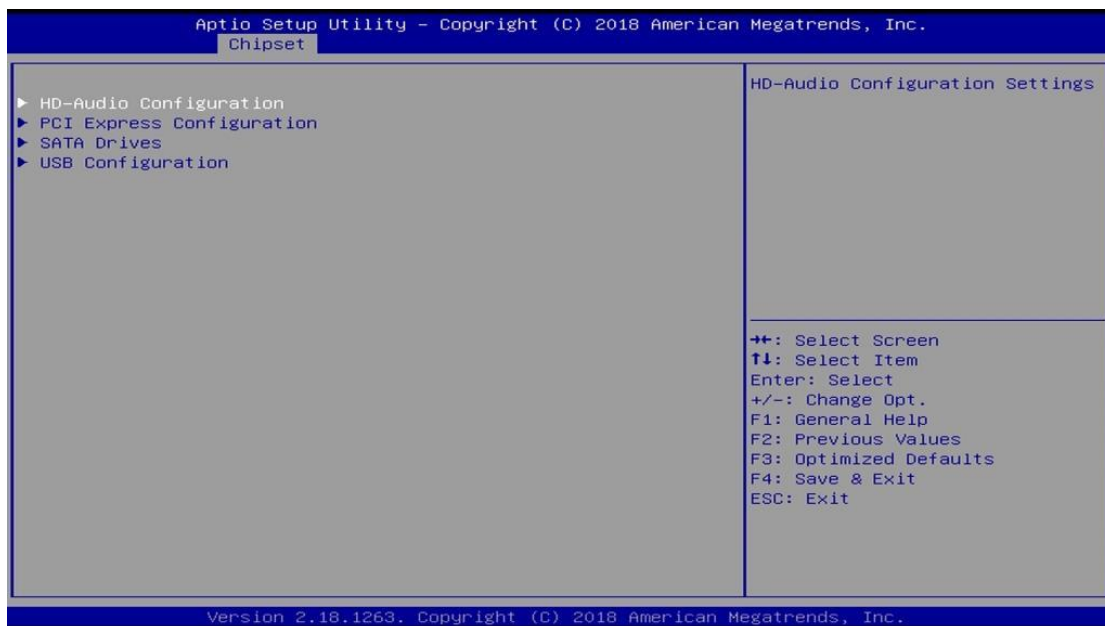 Aptio Setup Utility – Copyright (C) 2018 American Megatrends, Inc.
Chipset
► HD-Audio Configuration
► PCI Express Configuration
► SATA Drives
► USB Configuration
HD-Audio Configuration Settings
→←: Select Screen
↑↓: Select Item
Enter: Select
+/-: Change Opt.
F1: General Help
F2: Previous Values
F3: Optimized Defaults
F4: Save & Exit
ESC: Exit
Version 2.18.1263. Copyright (C) 2018 American Megatrends, Inc.